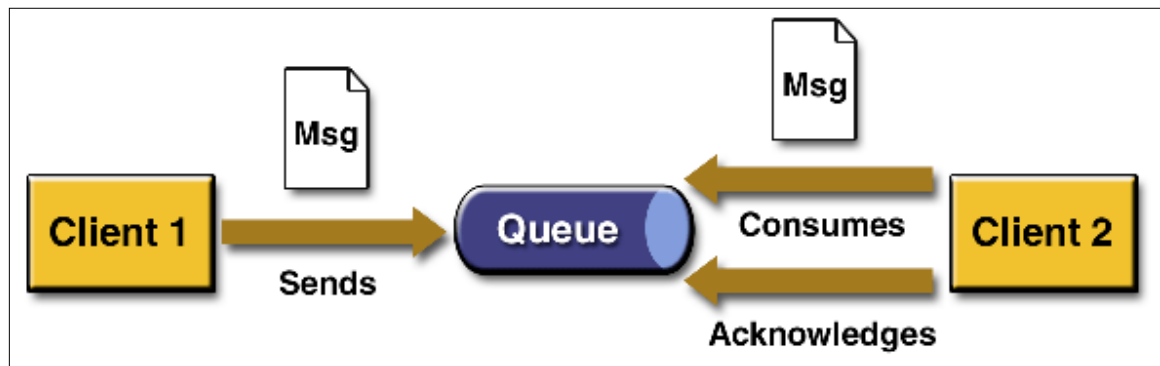 Msg
Msg
Client 1
Queue
Consumes
Client 2
Sends
Acknowledges